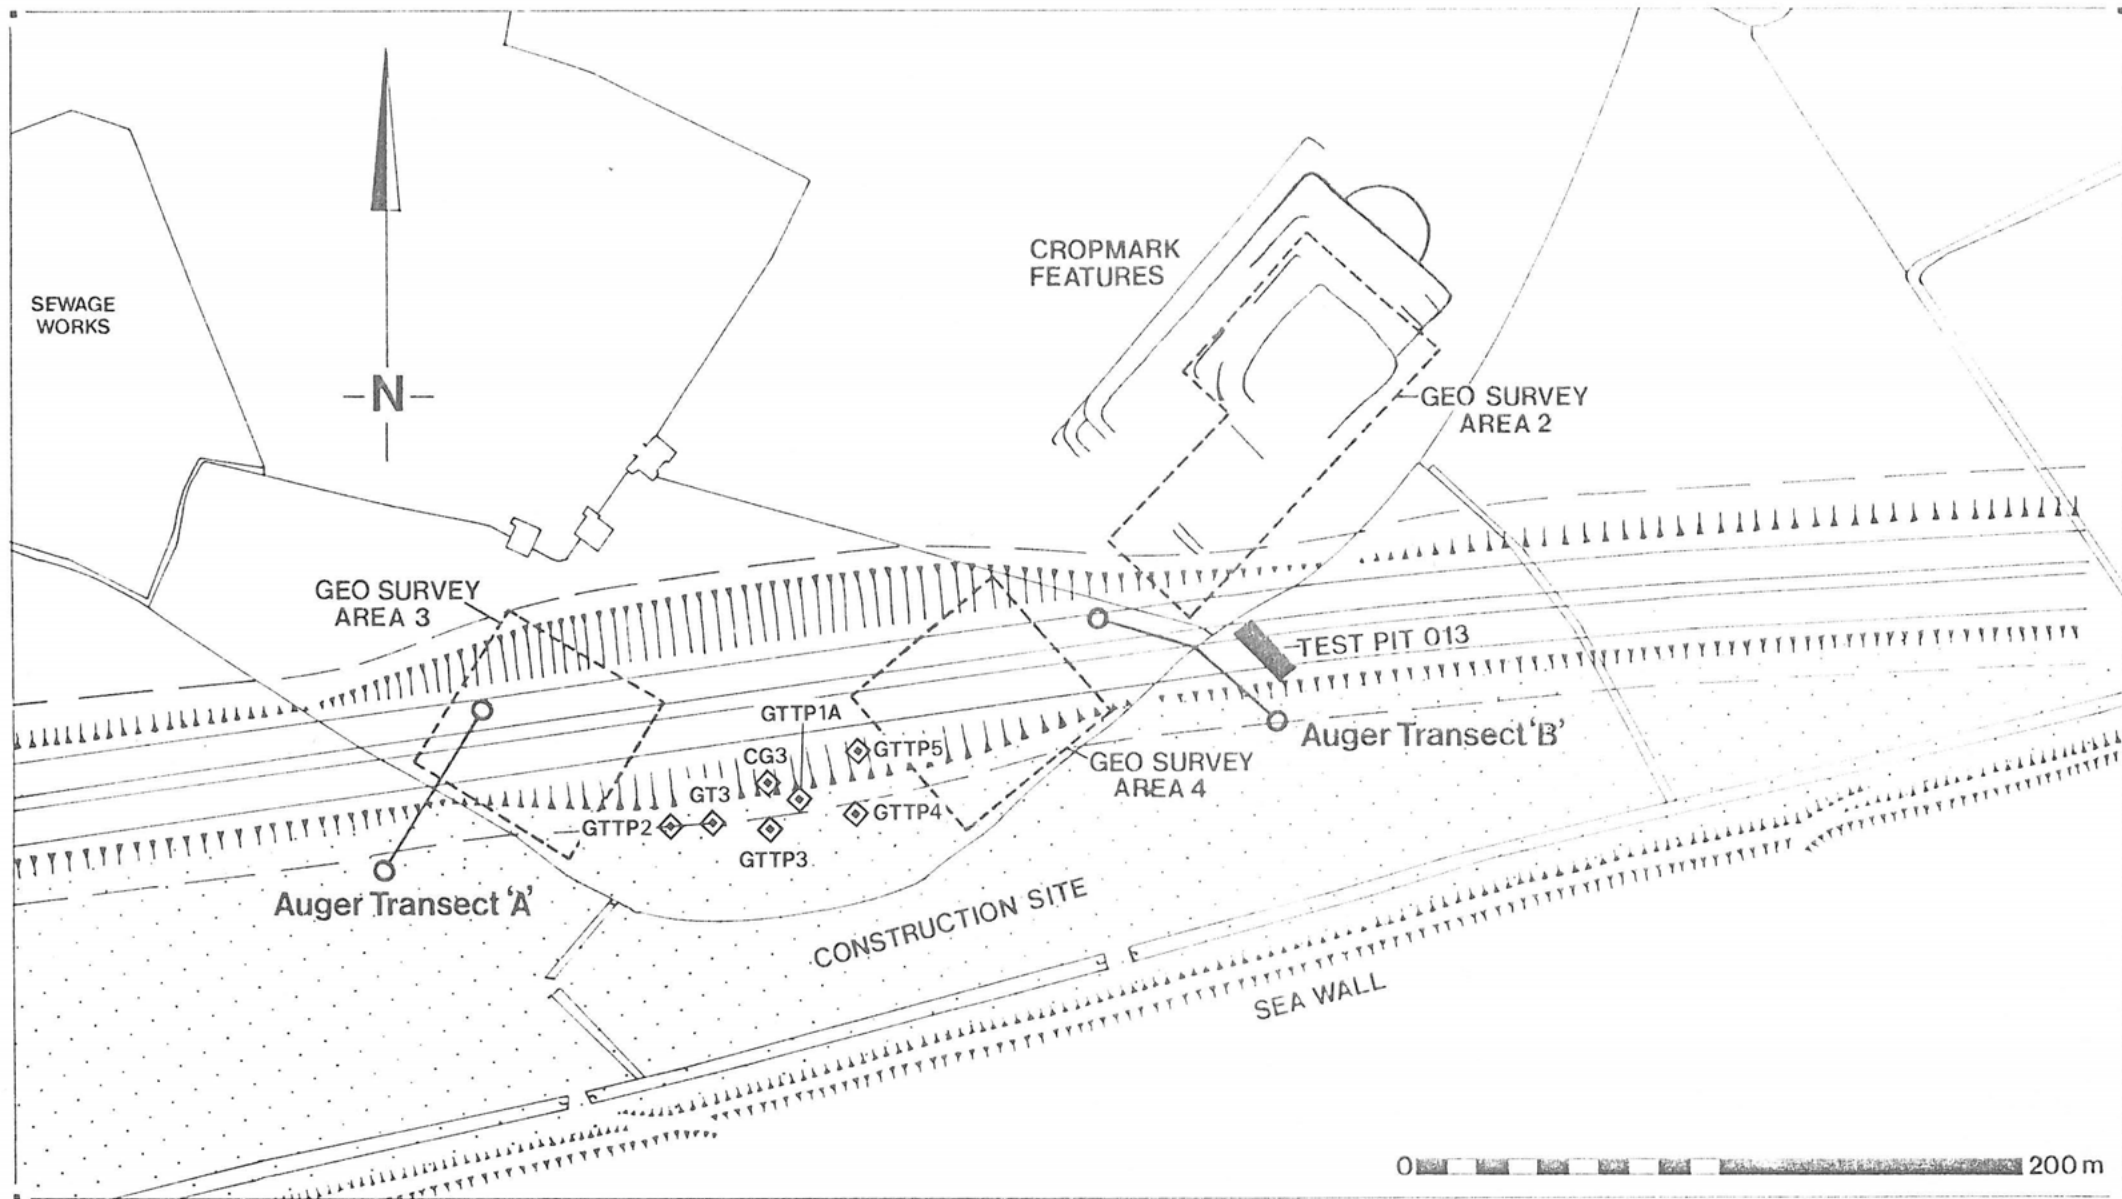 CROPMARK
FEATURES
SEWAGE
WORKS
-N-
GEO SURVEY
AREA 2
GEO SURVEY
AREA 3
TEST PIT 013
GTTP1A
Auger Transect 'B'
GTTP5
CG3
GEO SURVEY
AREA 4
GT3
GTTP4
GTTP2
GTTP3
Auger Transect 'A'
CONSTRUCTION SITE
SEA WALL
0 200 m